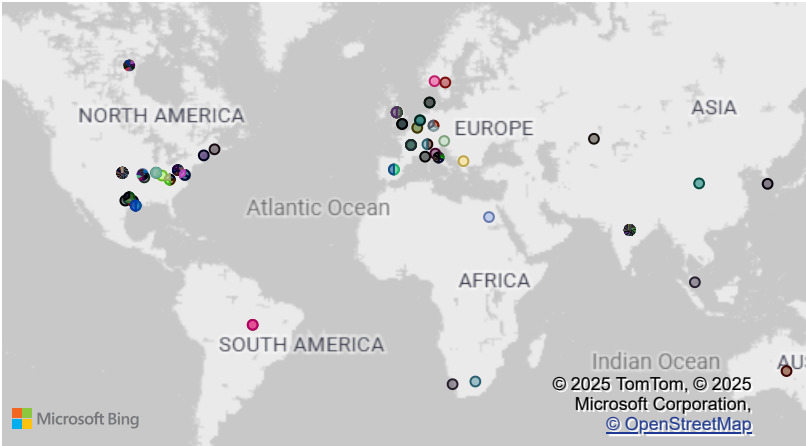 NORTH AMERICA
EUROPE
ASIA
Atlantic Ocean
AFRICA
SOUTH AMERICA
Indian Ocean
AUS
© 2025 TomTom, © 2025
Microsoft Corporation,
© OpenStreetMap
Microsoft Bing